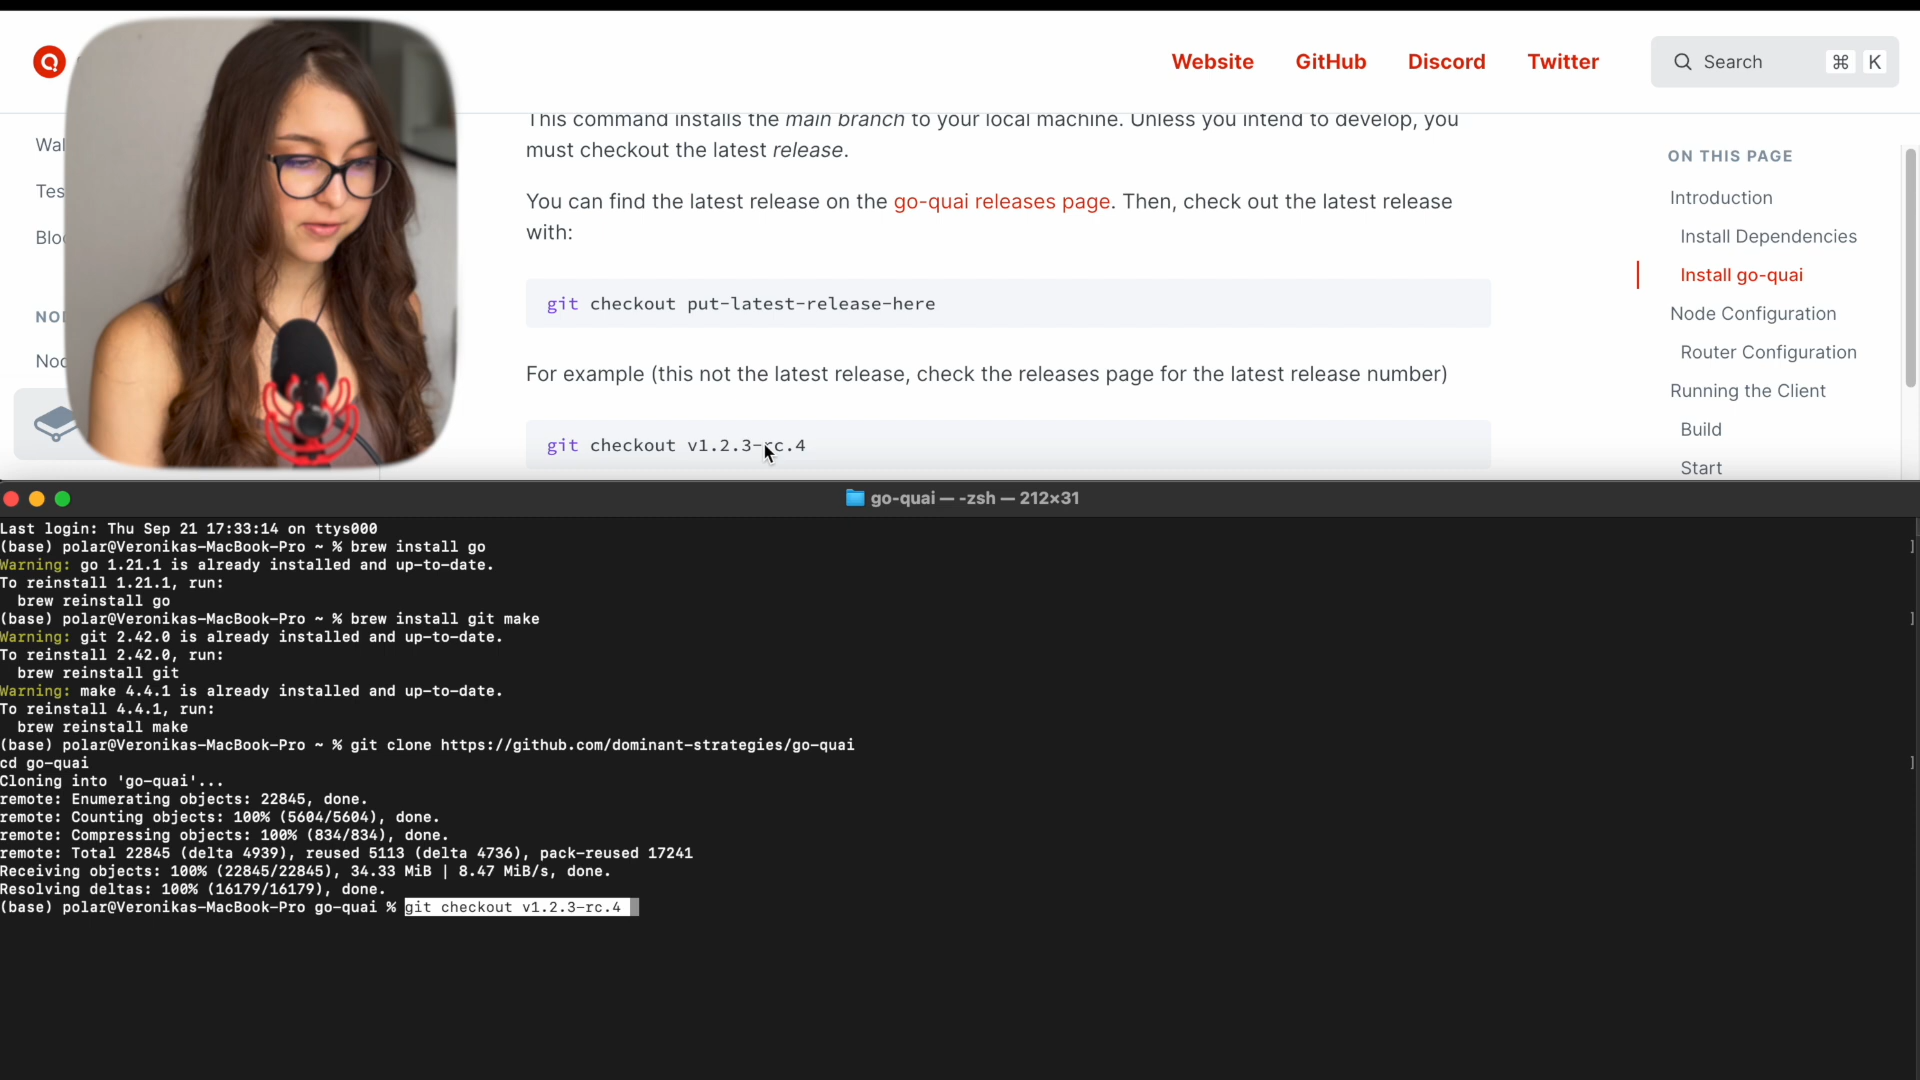 Website GitHub Discord Twitter Search ⌘ K
This command installs the main branch to your local machine. Unless you intend to develop, you
must checkout the latest release.
You can find the latest release on the go-quai releases page. Then, check out the latest release
with:
git checkout put-latest-release-here
For example (this not the latest release, check the releases page for the latest release number)
git checkout v1.2.3-rc.4
ON THIS PAGE
Introduction
Install Dependencies
Install go-quai
Node Configuration
Router Configuration
Running the Client
Build
Start
go-quai — -zsh — 212×31
Last login: Thu Sep 21 17:33:14 on ttys000
(base) polar@Veronikas-MacBook-Pro ~ % brew install go
Warning: go 1.21.1 is already installed and up-to-date.
To reinstall 1.21.1, run:
brew reinstall go
(base) polar@Veronikas-MacBook-Pro ~ % brew install git make
Warning: git 2.42.0 is already installed and up-to-date.
To reinstall 2.42.0, run:
brew reinstall git
Warning: make 4.4.1 is already installed and up-to-date.
To reinstall 4.4.1, run:
brew reinstall make
(base) polar@Veronikas-MacBook-Pro ~ % git clone https://github.com/dominant-strategies/go-quai
cd go-quai
Cloning into 'go-quai'...
remote: Enumerating objects: 22845, done.
remote: Counting objects: 100% (5604/5604), done.
remote: Compressing objects: 100% (834/834), done.
remote: Total 22845 (delta 4939), reused 5113 (delta 4736), pack-reused 17241
Receiving objects: 100% (22845/22845), 34.33 MiB | 8.47 MiB/s, done.
Resolving deltas: 100% (16179/16179), done.
(base) polar@Veronikas-MacBook-Pro go-quai % git checkout v1.2.3-rc.4